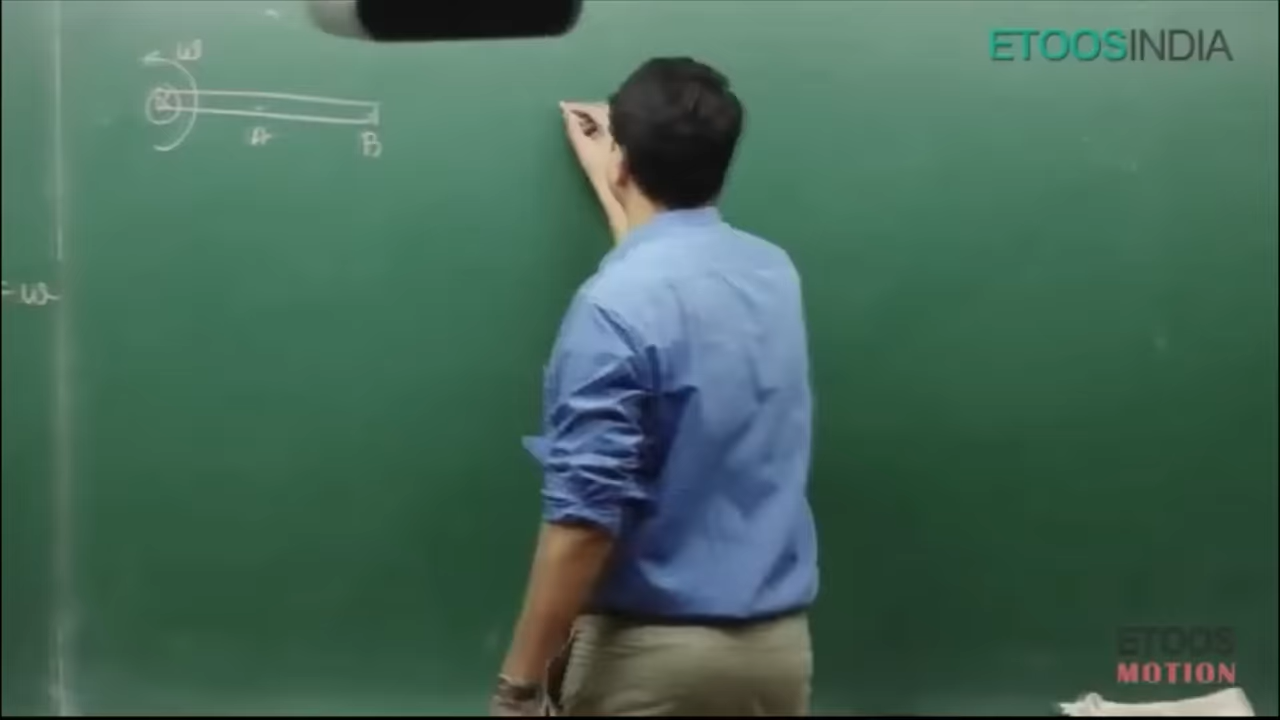 ETOOSINDIA
ω
A
B
= ω
ETOOS
MOTION